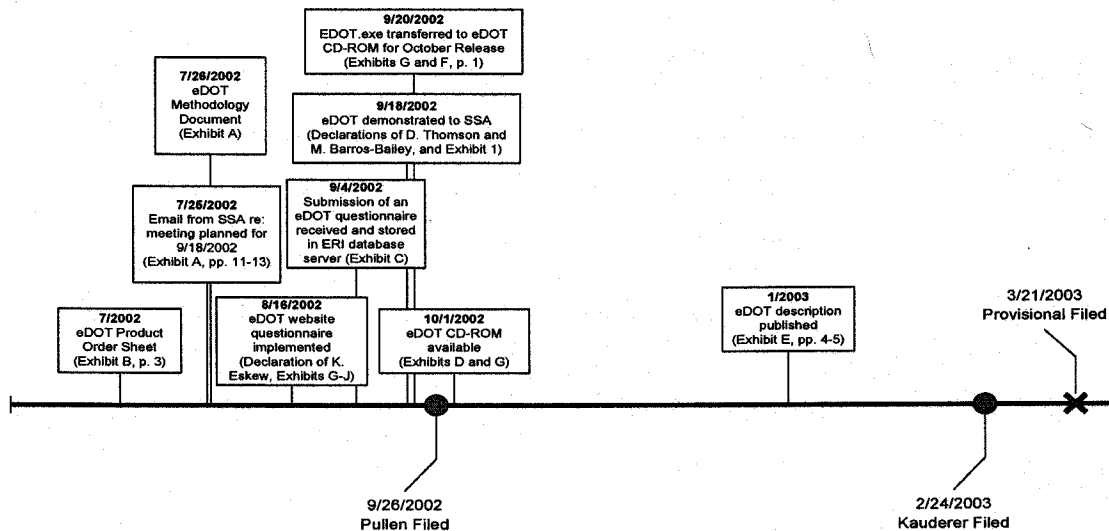 9/20/2002
EDOT.exe transferred to eDOT
CD-ROM for October Release
(Exhibits G and F, p. 1)
7/26/2002
eDOT
Methodology
Document
(Exhibit A)
9/18/2002
eDOT demonstrated to SSA
(Declarations of D. Thomson and
M. Barros-Bailey, and Exhibit 1)
7/25/2002
Email from SSA re:
meeting planned for
9/18/2002
(Exhibit A, pp. 11-13)
9/4/2002
Submission of an
eDOT questionnaire
received and stored
in ERI database
server (Exhibit C)
7/2002
eDOT Product
Order Sheet
(Exhibit B, p. 3)
8/16/2002
eDOT website
questionnaire
implemented
(Declaration of K.
Eskew, Exhibits G-J)
10/1/2002
eDOT CD-ROM
available
(Exhibits D and G)
1/2003
eDOT description
published
(Exhibit E, pp. 4-5)
3/21/2003
Provisional Filed
9/26/2002
Pullen Filed
2/24/2003
Kauderer Filed